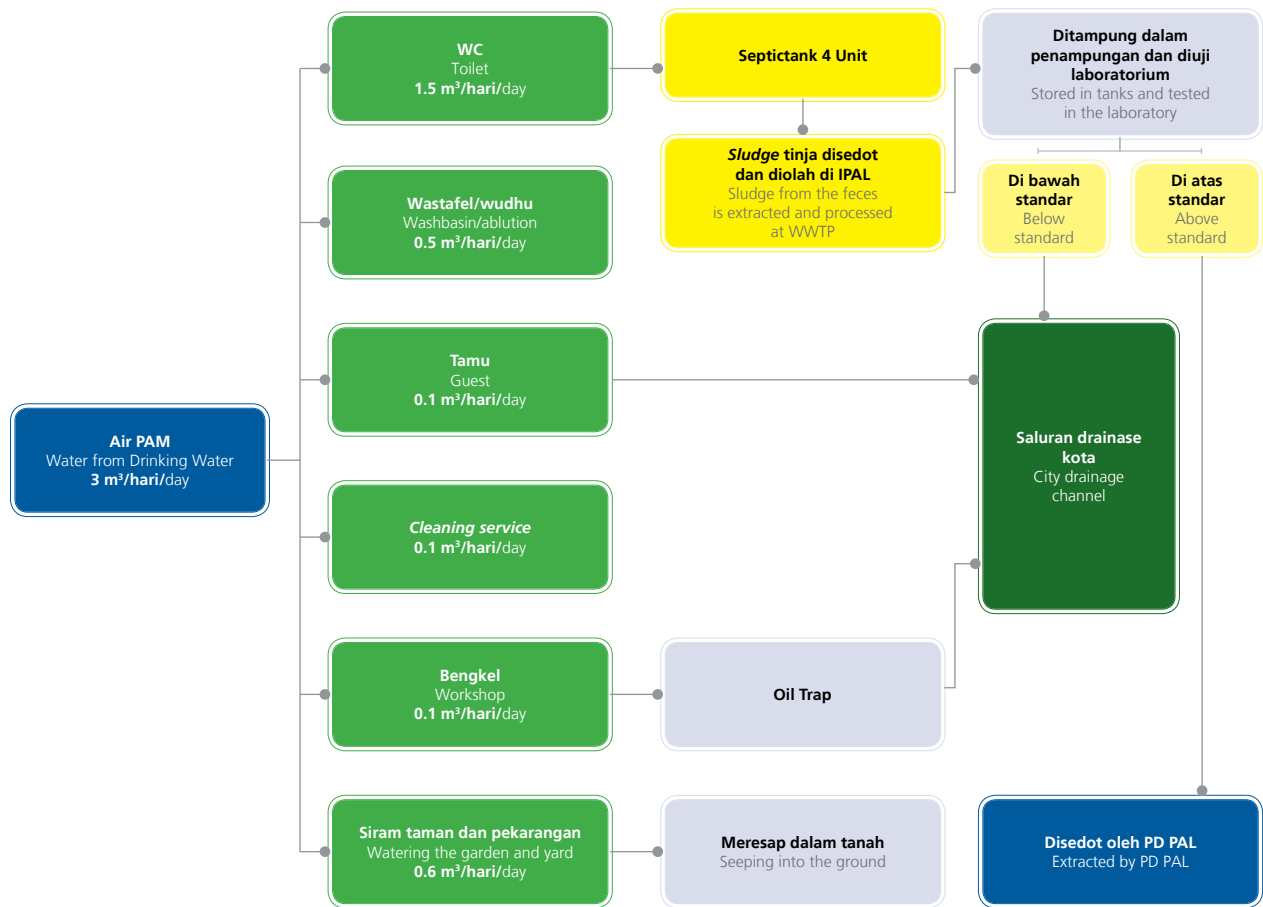 Air PAM
Water from Drinking Water
3 m³/hari/day
WC
Toilet
1.5 m³/hari/day
Wastafel/wudhu
Washbasin/ablution
0.5 m³/hari/day
Tamu
Guest
0.1 m³/hari/day
Cleaning service
0.1 m³/hari/day
Bengkel
Workshop
0.1 m³/hari/day
Siram taman dan pekarangan
Watering the garden and yard
0.6 m³/hari/day
Septictank 4 Unit
Sludge tinja disedot
dan diolah di IPAL
Sludge from the feces
is extracted and processed
at WWTP
Oil Trap
Meresap dalam tanah
Seeping into the ground
Ditampung dalam
penampungan dan diuji
laboratorium
Stored in tanks and tested
in the laboratory
Di bawah
standar
Below
standard
Di atas
standar
Above
standard
Saluran drainase
kota
City drainage
channel
Disedot oleh PD PAL
Extracted by PD PAL